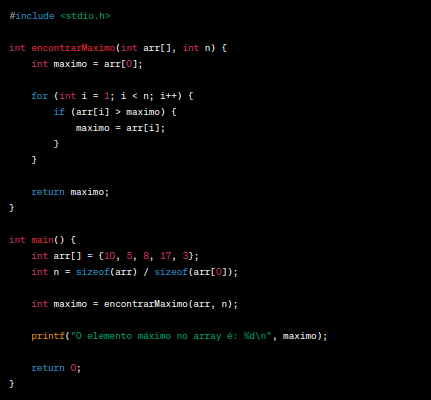 #include <stdio.h>

int encontrarMaximo(int arr[], int n) {
    int maximo = arr[0];

    for (int i = 1; i < n; i++) {
        if (arr[i] > maximo) {
            maximo = arr[i];
        }
    }

    return maximo;
}

int main() {
    int arr[] = {10, 5, 8, 17, 3};
    int n = sizeof(arr) / sizeof(arr[0]);

    int maximo = encontrarMaximo(arr, n);

    printf("O elemento máximo no array é: %d\n", maximo);

    return 0;
}